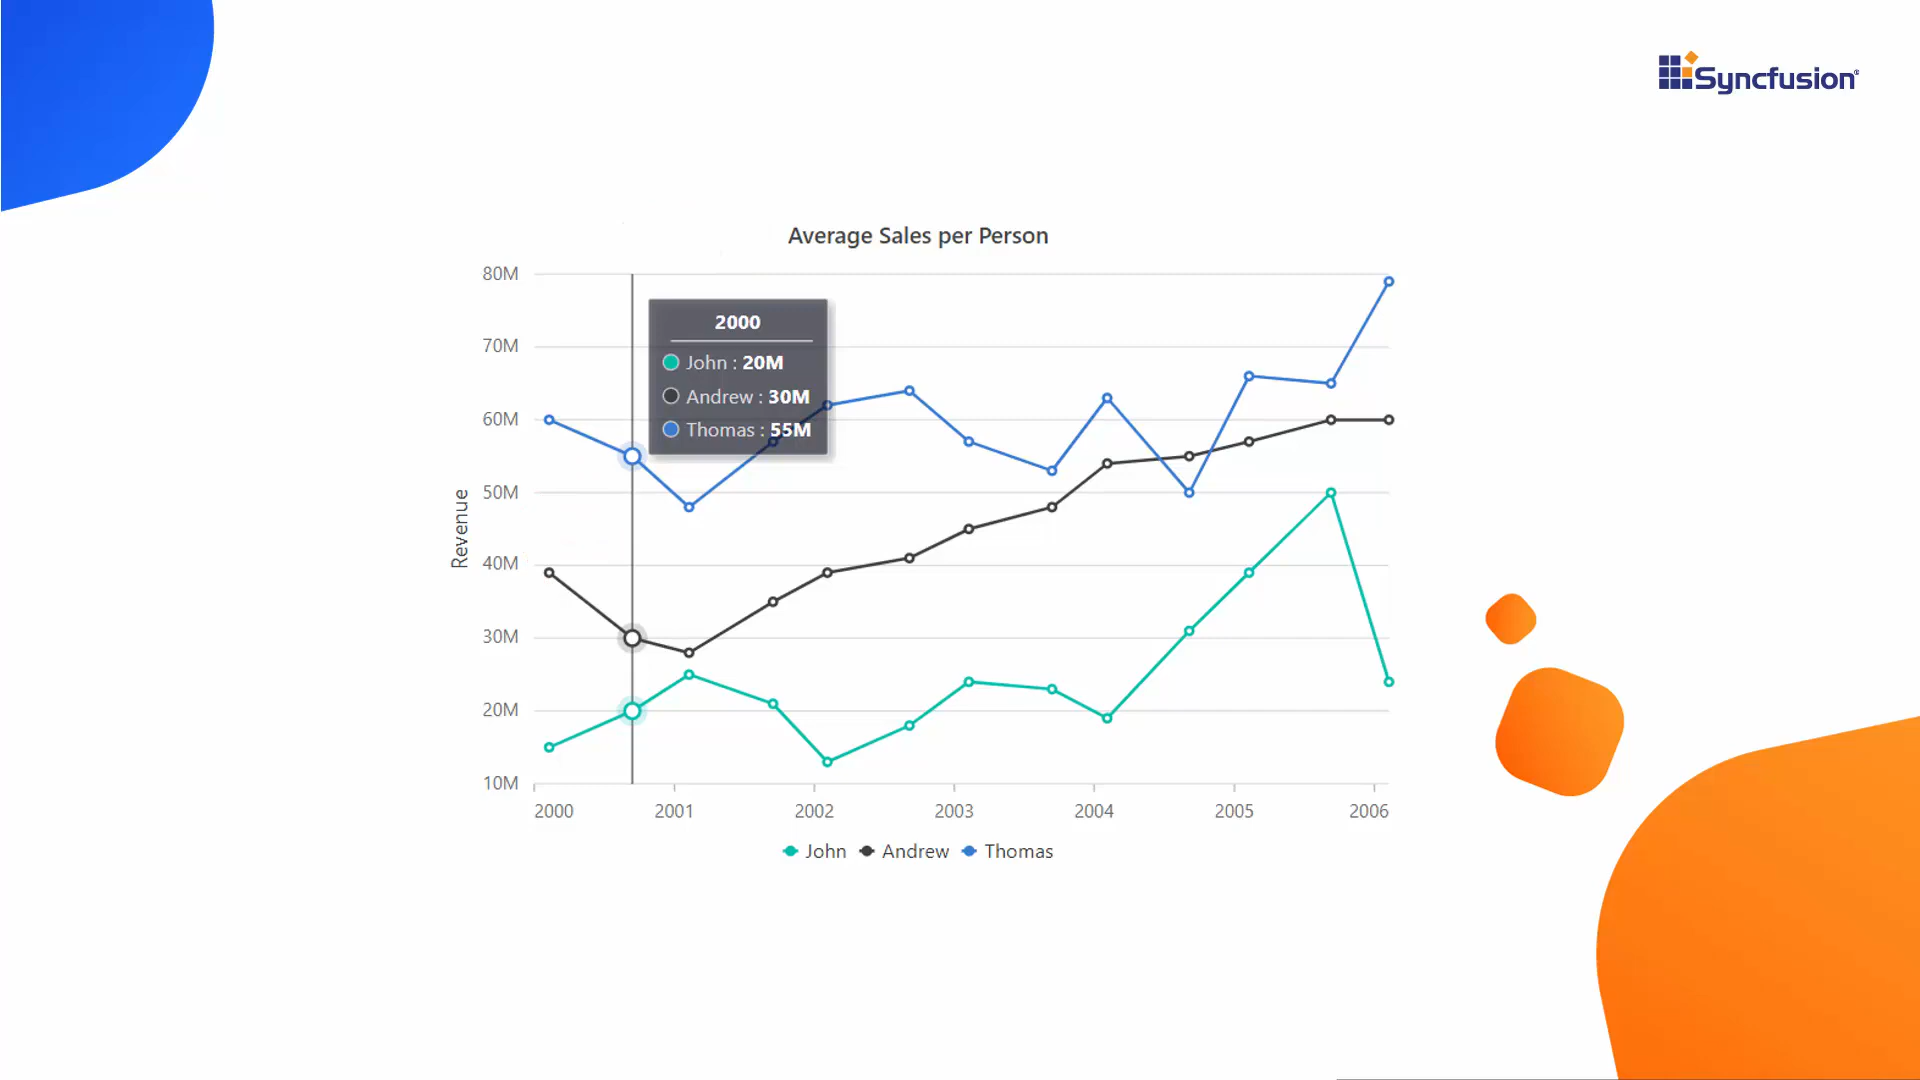 Syncfusion
Average Sales per Person
80M
70M
60M
50M
40M
30M
20M
10M
Revenue
2000
John : 20M
Andrew : 30M
Thomas : 55M
2000 2001 2002 2003 2004 2005 2006
John Andrew Thomas